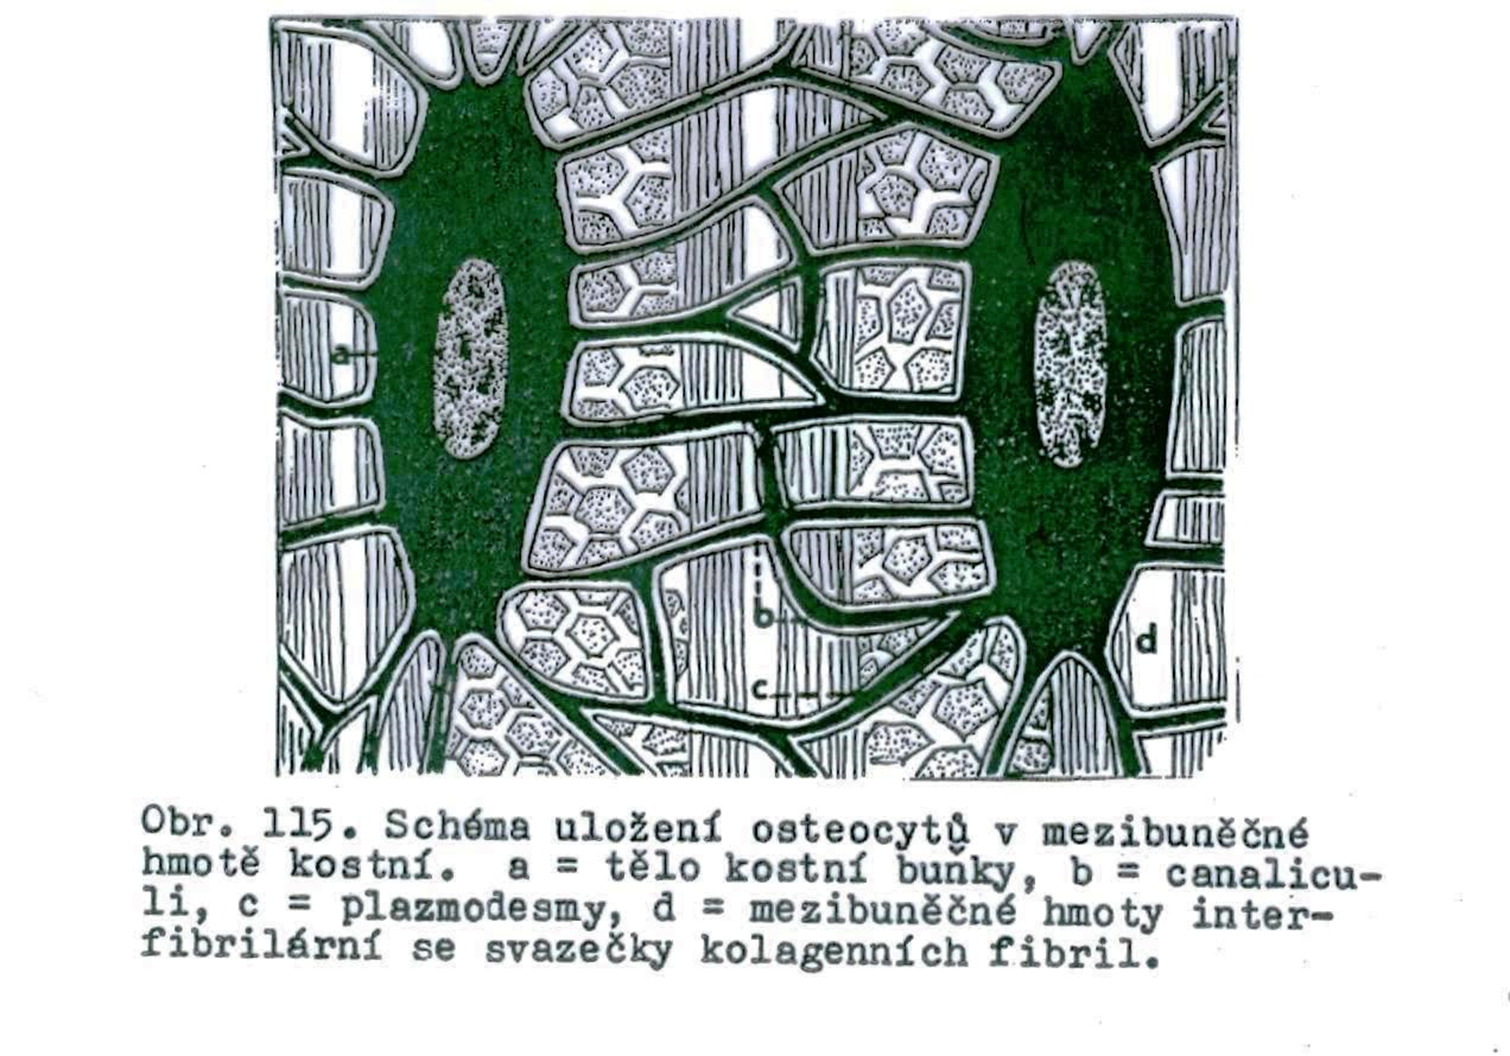 a
b
c
d
Obr. 115. Schéma uložení osteocytů v mezibuněčné
hmotě kostní. a = tělo kostní buňky, b = canalicu-
li, c = plazmodesmy, d = mezibuněčné hmoty inter-
fibrilární se svazečky kolagenních fibril.